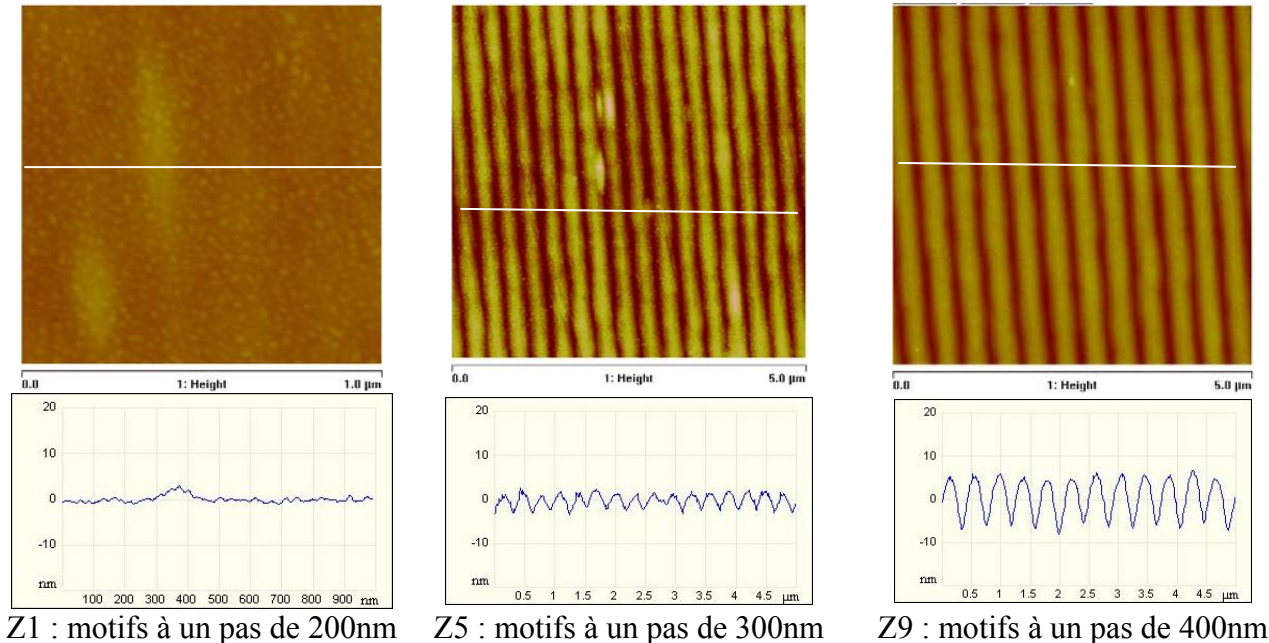 0.0 1: Height 1.0 µm
0.0 1: Height 5.0 µm
0.0 1: Height 5.0 µm
20
10
0
-10
nm
100 200 300 400 500 600 700 800 900 nm
20
10
0
-10
nm
0.5 1 1.5 2 2.5 3 3.5 4 4.5 µm
20
10
0
-10
nm
0.5 1 1.5 2 2.5 3 3.5 4 4.5 µm
Z1 : motifs à un pas de 200nm
Z5 : motifs à un pas de 300nm
Z9 : motifs à un pas de 400nm